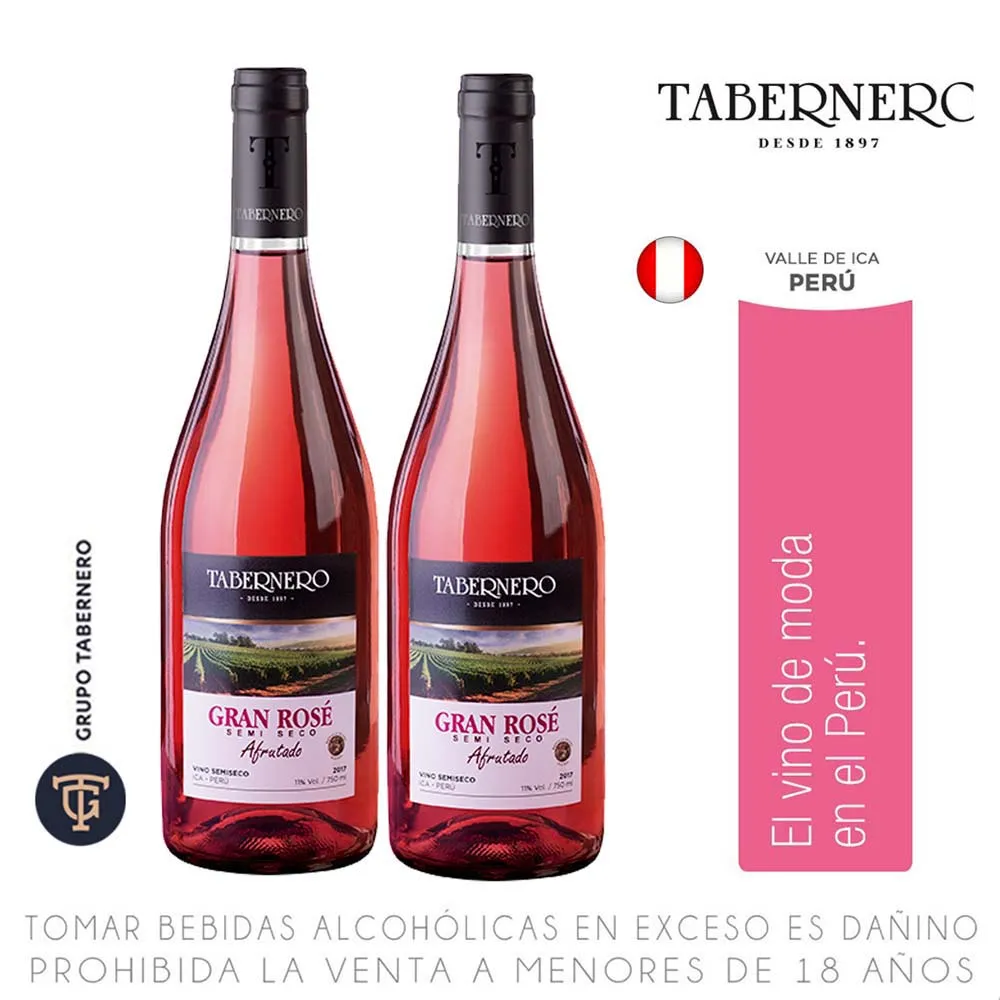 TABERNERO
DESDE 1897
VALLE DE ICA
PERÚ
El vino de moda
en el Perú.
GRUPO TABERNERO
TG
T
TABERNERO
TABERNERO
- DESDE 1897 -
GRAN ROSÉ
SEMI SECO
Afrutado
VINO SEMISECO
2017
ICA - PERÚ
11% Vol. / 750 ml
T
TABERNERO
TABERNERO
- DESDE 1897 -
GRAN ROSÉ
SEMI SECO
Afrutado
VINO SEMISECO
2017
ICA - PERÚ
11% Vol. / 750 ml
TOMAR BEBIDAS ALCOHÓLICAS EN EXCESO ES DAÑINO
PROHIBIDA LA VENTA A MENORES DE 18 AÑOS